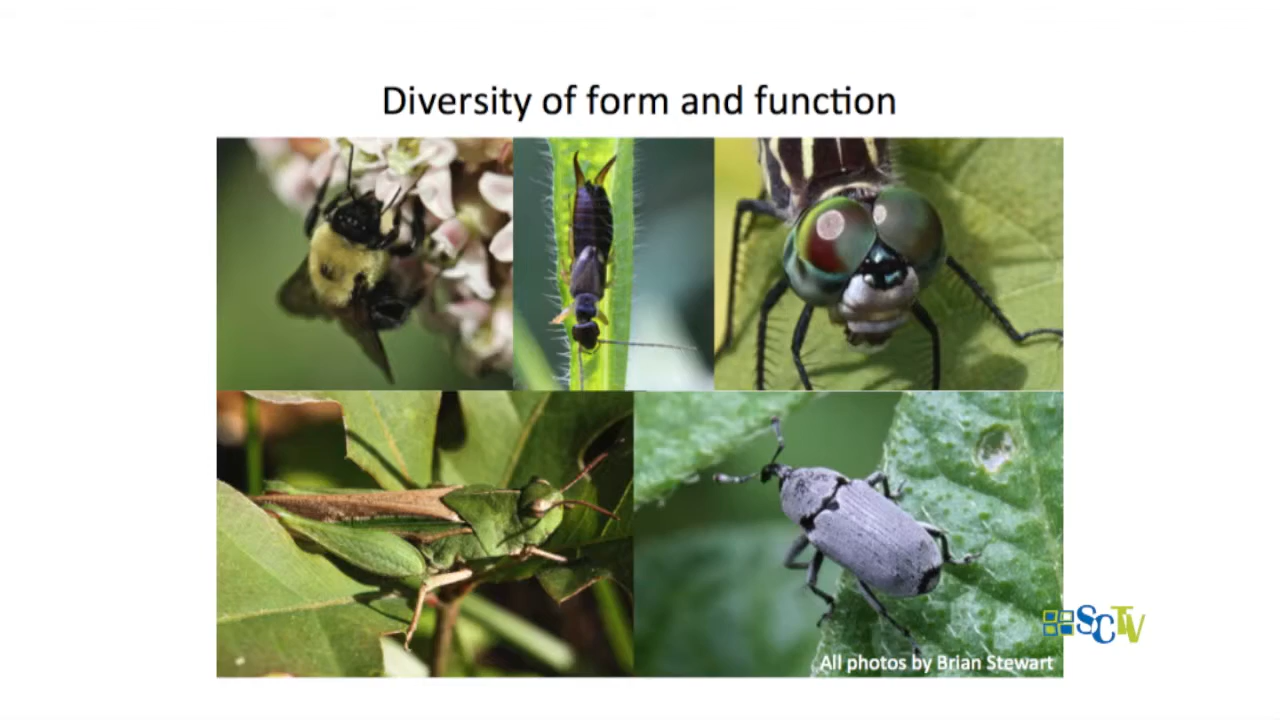 Diversity of form and function
All photos by Brian Stewart
SCTV